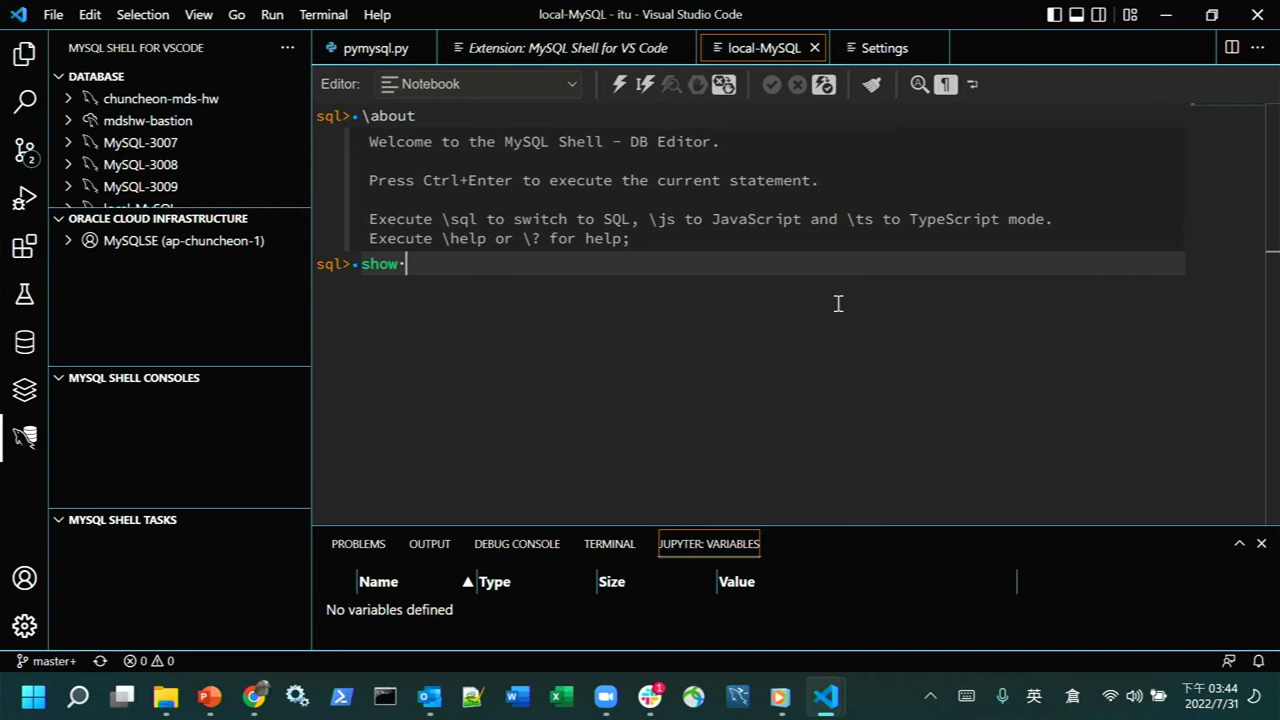 File Edit Selection View Go Run Terminal Help local-MySQL - itu - Visual Studio Code
MYSQL SHELL FOR VSCODE
DATABASE
chuncheon-mds-hw
mdshw-bastion
MySQL-3007
MySQL-3008
MySQL-3009
local-MySQL
ORACLE CLOUD INFRASTRUCTURE
MySQLSE (ap-chuncheon-1)
MYSQL SHELL CONSOLES
MYSQL SHELL TASKS
pymysql.py Extension: MySQL Shell for VS Code local-MySQL Settings
Editor: Notebook
sql> \about
Welcome to the MySQL Shell - DB Editor.
Press Ctrl+Enter to execute the current statement.
Execute \sql to switch to SQL, \js to JavaScript and \ts to TypeScript mode.
Execute \help or \? for help;
sql> show
PROBLEMS OUTPUT DEBUG CONSOLE TERMINAL JUPYTER: VARIABLES
Name Type Size Value
No variables defined
master+ 0 0
2
1
英 倉 下午 03:44
2022/7/31